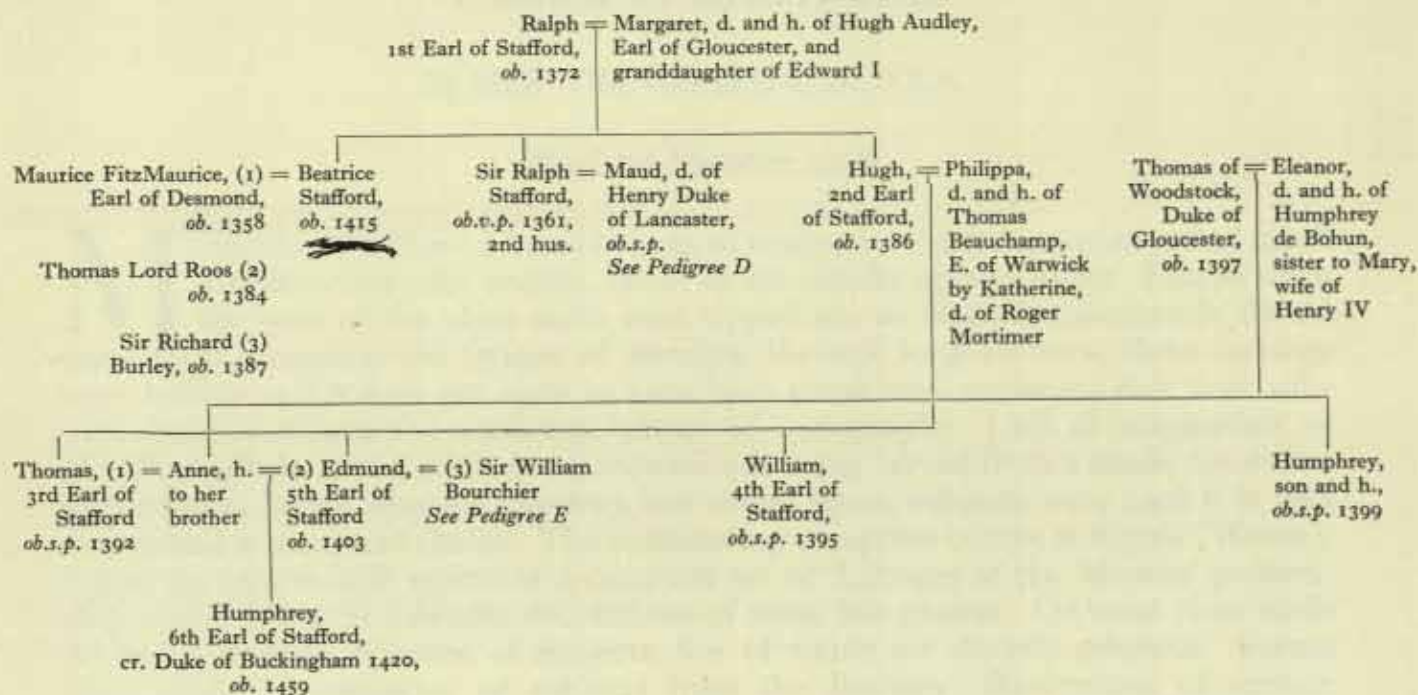 Ralph = Margaret, d. and h. of Hugh Audley,
1st Earl of Stafford, Earl of Gloucester, and
ob. 1372 granddaughter of Edward I
Maurice FitzMaurice, (1) = Beatrice
Earl of Desmond, Stafford,
ob. 1358 ob. 1415
Thomas Lord Roos (2)
ob. 1384
Sir Richard (3)
Burley, ob. 1387
Sir Ralph = Maud, d. of
Stafford, Henry Duke
ob.v.p. 1361, of Lancaster,
2nd hus. ob.s.p.
See Pedigree D
Hugh, = Philippa,
2nd Earl d. and h. of
of Stafford, Thomas
ob. 1386 Beauchamp,
E. of Warwick
by Katherine,
d. of Roger
Mortimer
Thomas of = Eleanor,
Woodstock, d. and h. of
Duke of Humphrey
Gloucester, de Bohun,
ob. 1397 sister to Mary,
wife of
Henry IV
Thomas, (1) = Anne, h. = (2) Edmund, = (3) Sir William
3rd Earl of to her 5th Earl of Bourchier
Stafford brother Stafford See Pedigree E
ob.s.p. 1392 ob. 1403
William,
4th Earl of
Stafford,
ob.s.p. 1395
Humphrey,
son and h.,
ob.s.p. 1399
Humphrey,
6th Earl of Stafford,
cr. Duke of Buckingham 1420,
ob. 1459